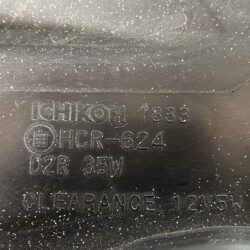 ICHIKOH 1883
HCR-624
D2R 35W
CLEARANCE 12V5W